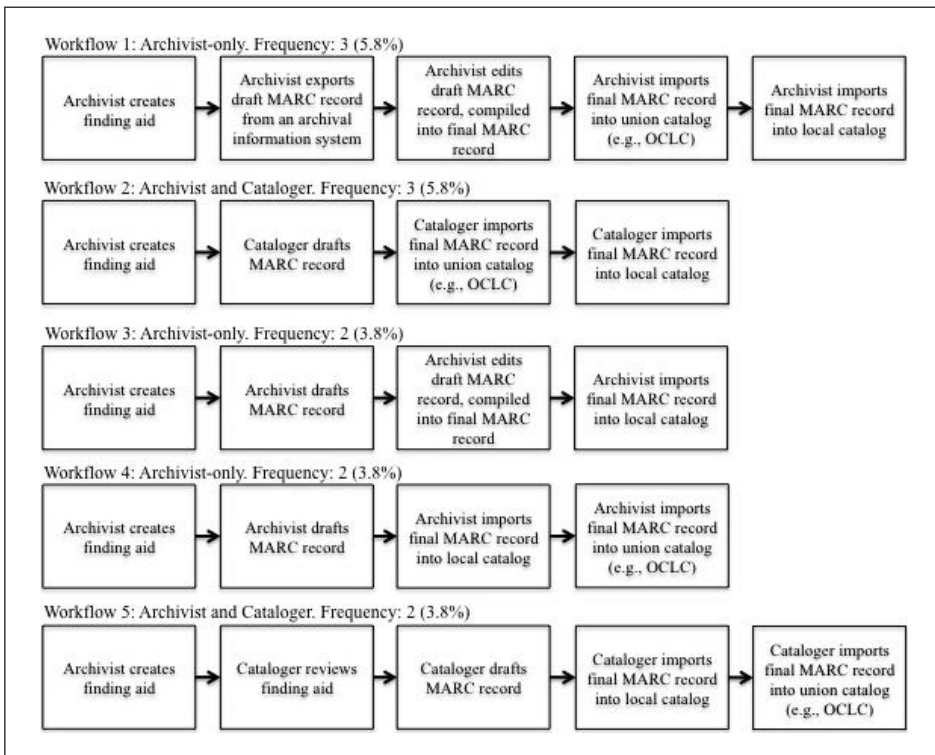 Workflow 1: Archivist-only. Frequency: 3 (5.8%)
Archivist creates
finding aid
Archivist exports
draft MARC record
from an archival
information system
Archivist edits
draft MARC
record, compiled
into final MARC
record
Archivist imports
final MARC record
into union catalog
(e.g., OCLC)
Archivist imports
final MARC record
into local catalog
Workflow 2: Archivist and Cataloger. Frequency: 3 (5.8%)
Archivist creates
finding aid
Cataloger drafts
MARC record
Cataloger imports
final MARC record
into union catalog
(e.g., OCLC)
Cataloger imports
final MARC record
into local catalog
Workflow 3: Archivist-only. Frequency: 2 (3.8%)
Archivist creates
finding aid
Archivist drafts
MARC record
Archivist edits
draft MARC
record, compiled
into final MARC
record
Archivist imports
final MARC record
into local catalog
Workflow 4: Archivist-only. Frequency: 2 (3.8%)
Archivist creates
finding aid
Archivist drafts
MARC record
Archivist imports
final MARC record
into local catalog
Archivist imports
final MARC record
into union catalog
(e.g., OCLC)
Workflow 5: Archivist and Cataloger. Frequency: 2 (3.8%)
Archivist creates
finding aid
Cataloger reviews
finding aid
Cataloger drafts
MARC record
Cataloger imports
final MARC record
into local catalog
Cataloger imports
final MARC record
into union catalog
(e.g., OCLC)